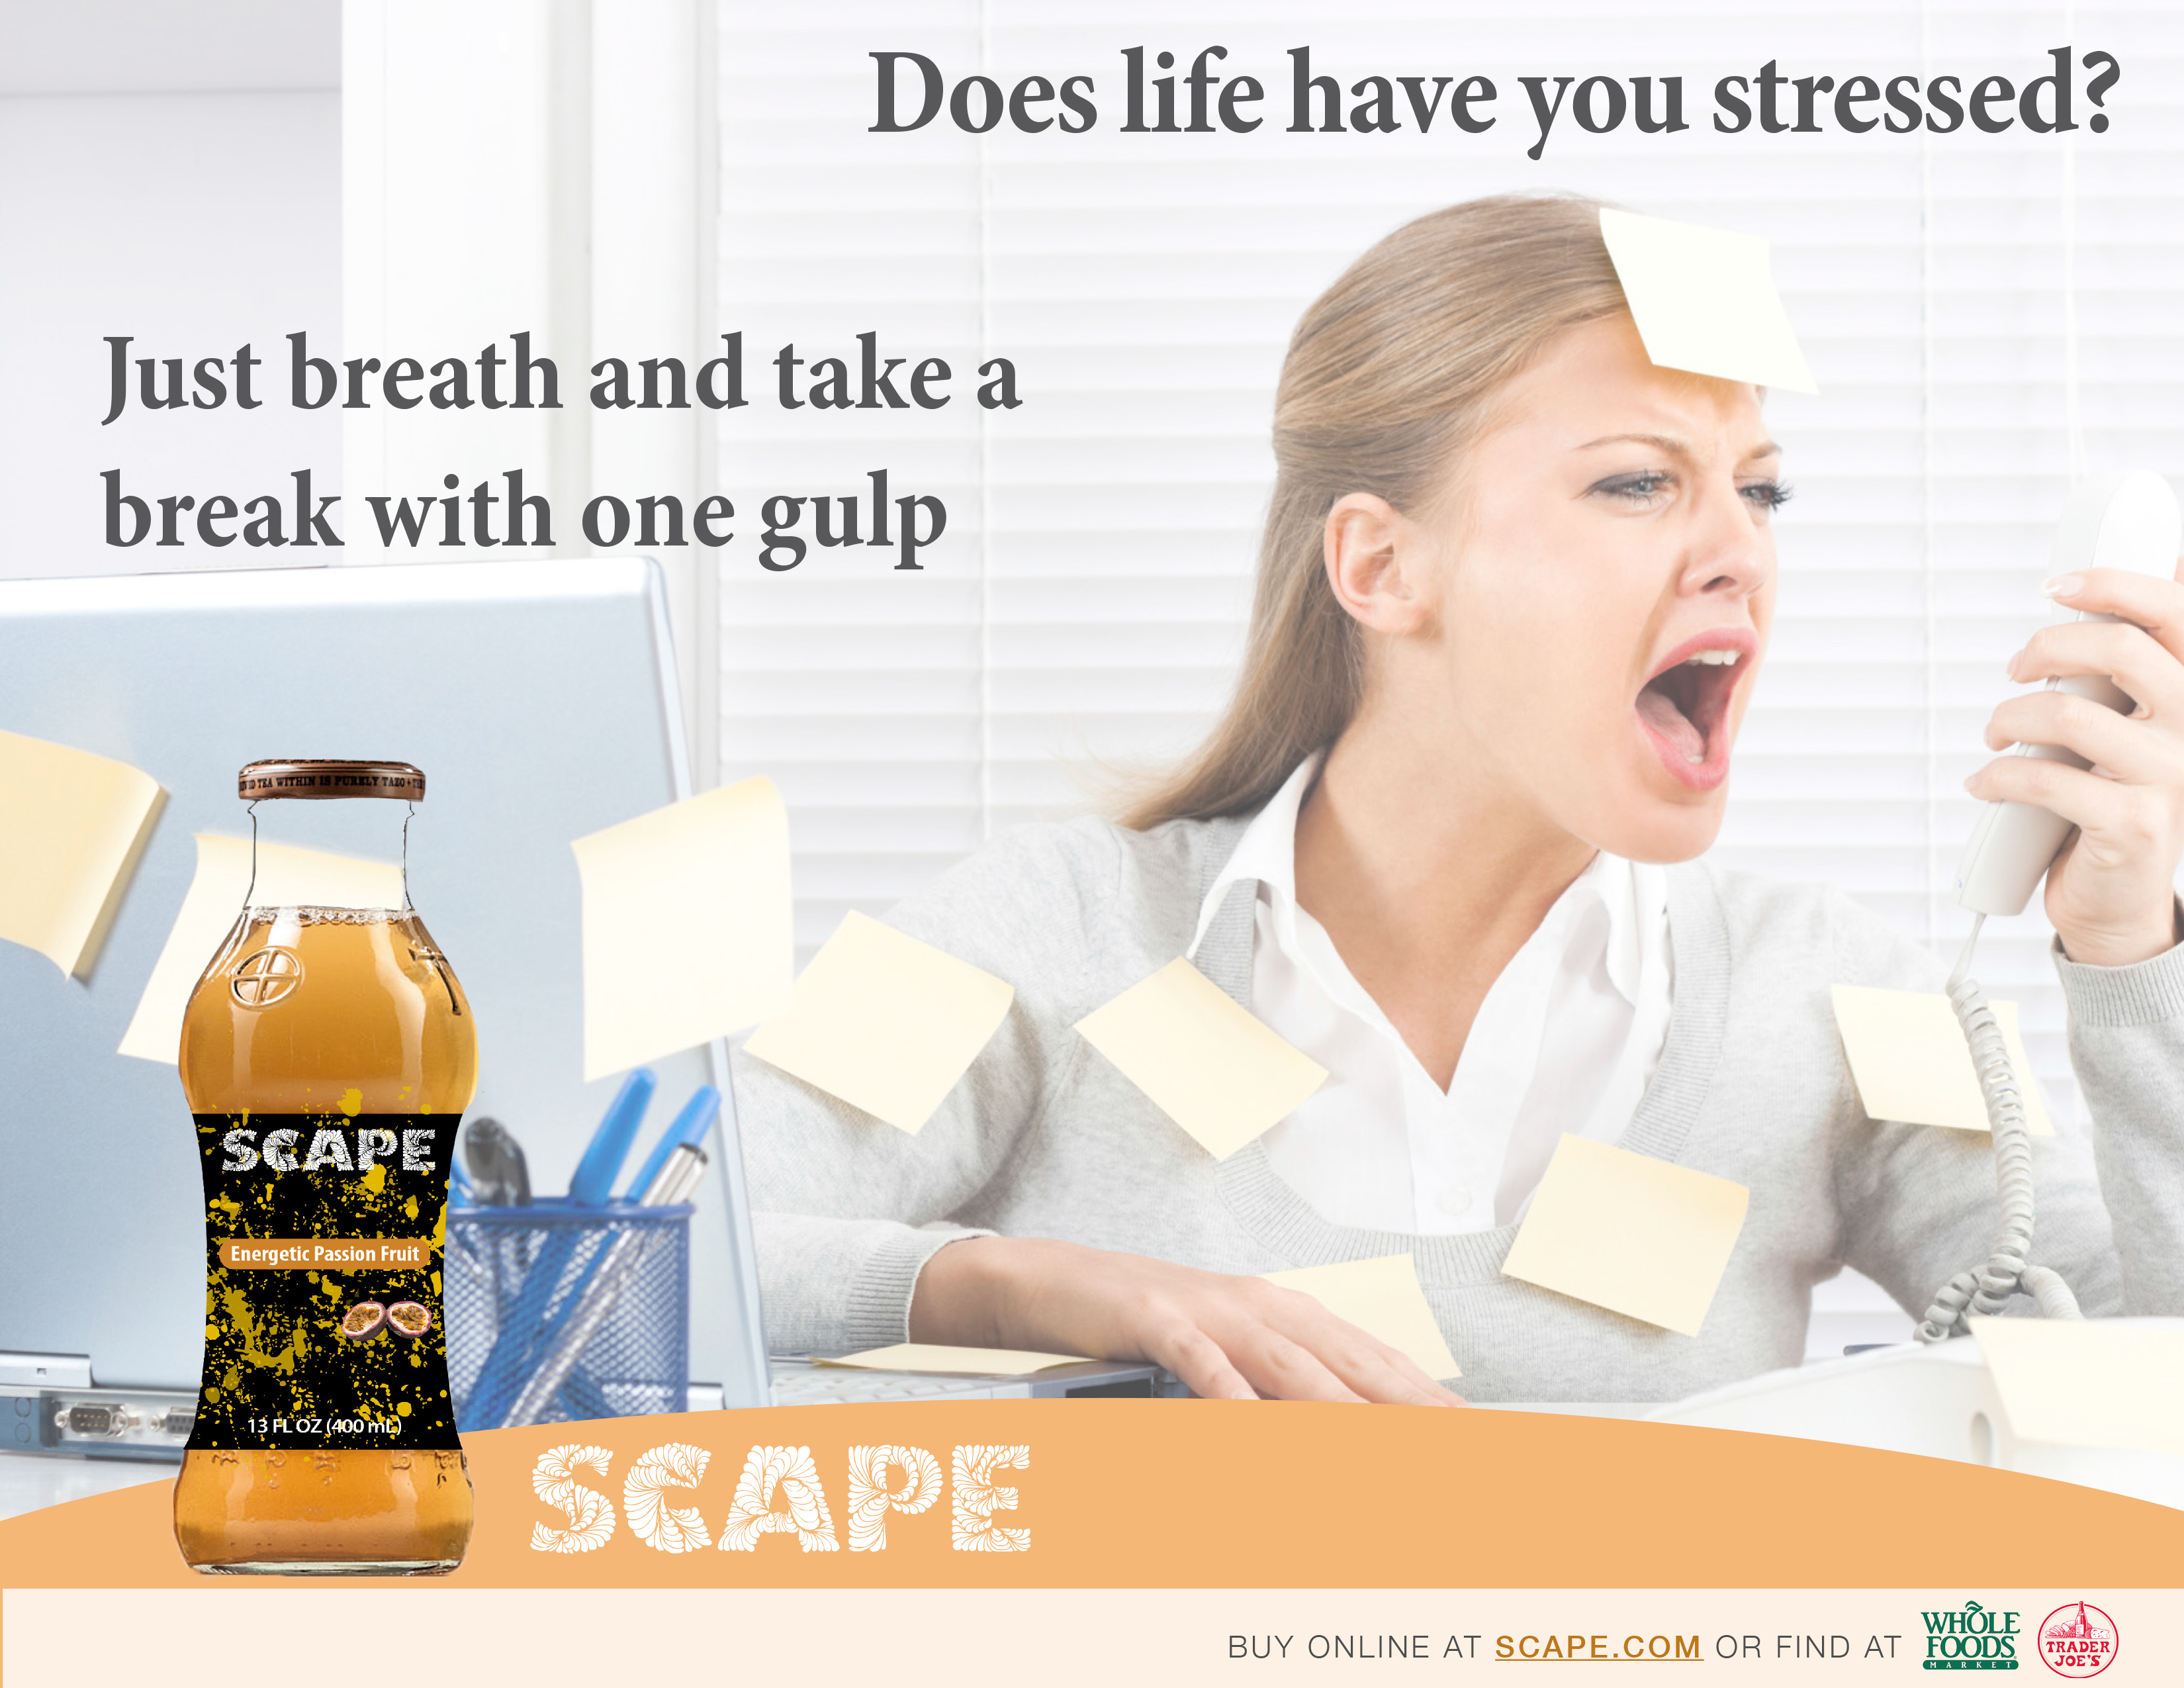 Does life have you stressed?
Just breath and take a
break with one gulp
TEA WITHIN IS PURELY TAZO
SCAPE
Energetic Passion Fruit
13 FL OZ (400 mL)
SCAPE
BUY ONLINE AT SCAPE.COM OR FIND AT
WHOLE
FOODS
MARKET
TRADER
JOE'S